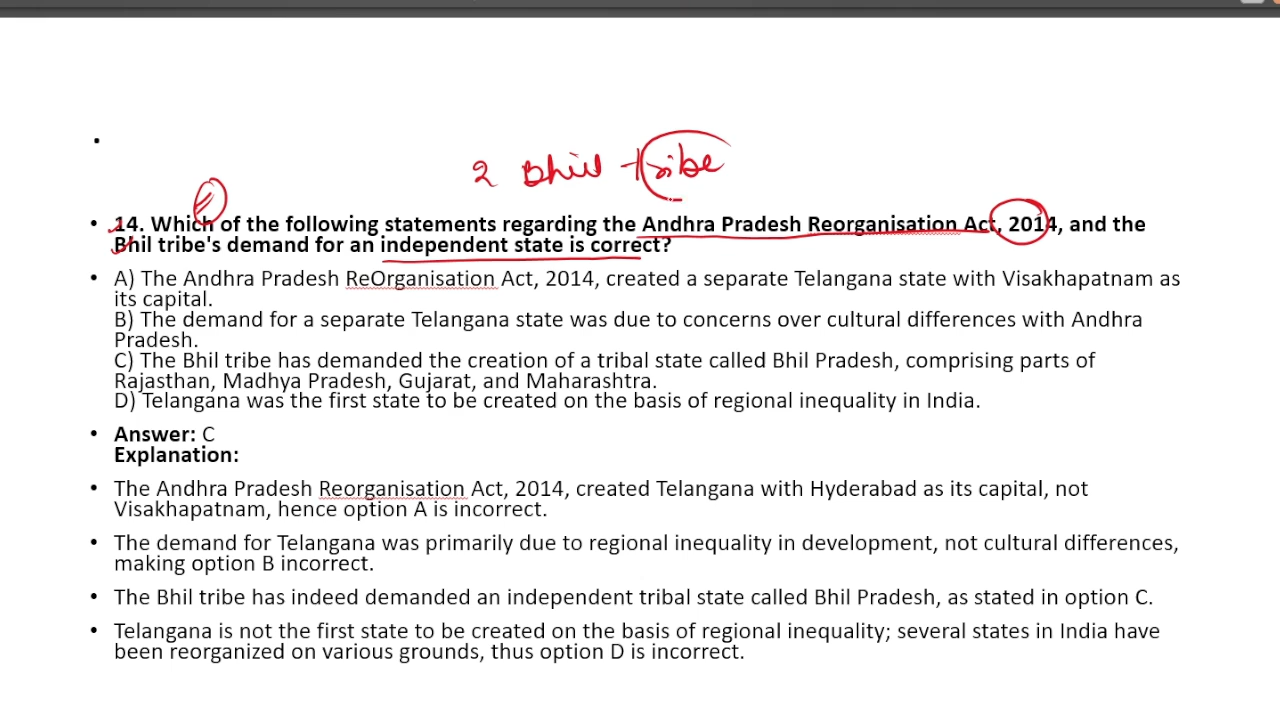 2 Bhil tribe
• 14. Which of the following statements regarding the Andhra Pradesh Reorganisation Act, 2014, and the
Bhil tribe's demand for an independent state is correct?
• A) The Andhra Pradesh ReOrganisation Act, 2014, created a separate Telangana state with Visakhapatnam as
its capital.
B) The demand for a separate Telangana state was due to concerns over cultural differences with Andhra
Pradesh.
C) The Bhil tribe has demanded the creation of a tribal state called Bhil Pradesh, comprising parts of
Rajasthan, Madhya Pradesh, Gujarat, and Maharashtra.
D) Telangana was the first state to be created on the basis of regional inequality in India.
• Answer: C
Explanation:
• The Andhra Pradesh Reorganisation Act, 2014, created Telangana with Hyderabad as its capital, not
Visakhapatnam, hence option A is incorrect.
• The demand for Telangana was primarily due to regional inequality in development, not cultural differences,
making option B incorrect.
• The Bhil tribe has indeed demanded an independent tribal state called Bhil Pradesh, as stated in option C.
• Telangana is not the first state to be created on the basis of regional inequality; several states in India have
been reorganized on various grounds, thus option D is incorrect.